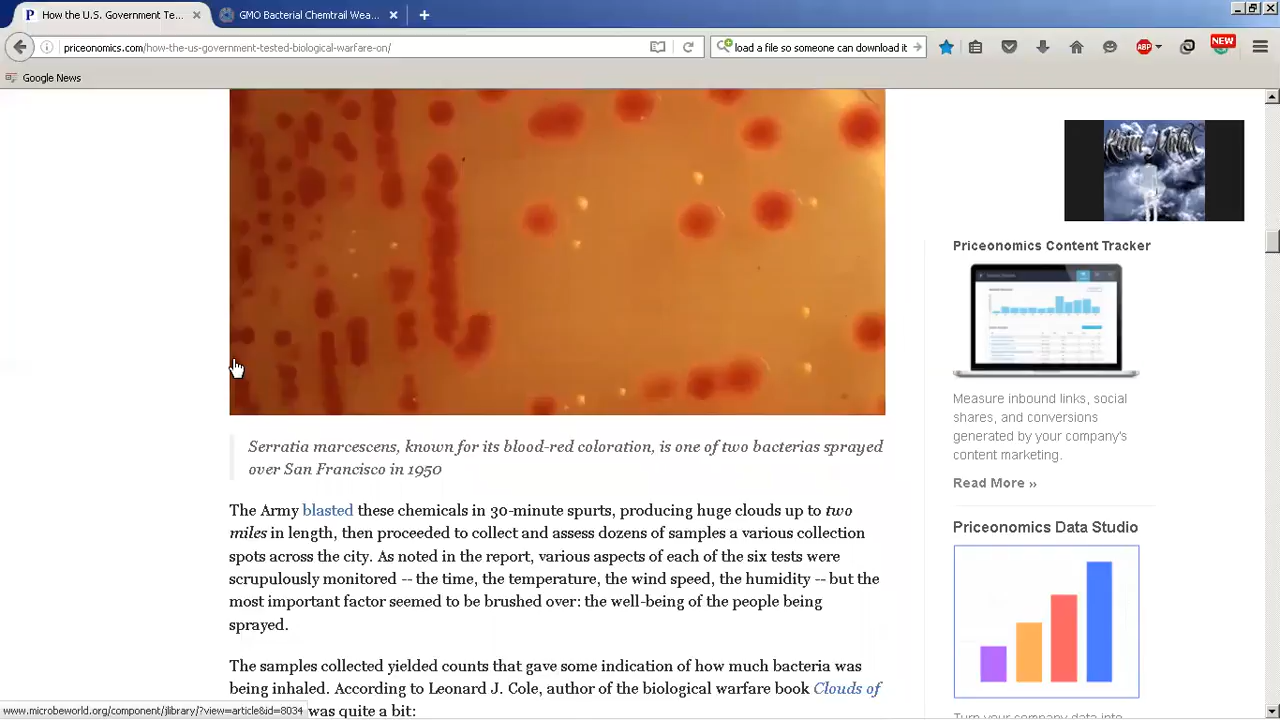 How the U.S. Government Te...
GMO Bacterial Chemtrail Wea...
priceonomics.com/how-the-us-government-tested-biological-warfare-on/
load a file so someone can download it
ABP
NEW
Google News
Priceonomics Content Tracker
Measure inbound links, social
shares, and conversions
generated by your company's
content marketing.
Read More ››
Priceonomics Data Studio
Turn your company data into
Serratia marcescens, known for its blood-red coloration, is one of two bacterias sprayed
over San Francisco in 1950
The Army blasted these chemicals in 30-minute spurts, producing huge clouds up to two
miles in length, then proceeded to collect and assess dozens of samples a various collection
spots across the city. As noted in the report, various aspects of each of the six tests were
scrupulously monitored -- the time, the temperature, the wind speed, the humidity -- but the
most important factor seemed to be brushed over: the well-being of the people being
sprayed.
The samples collected yielded counts that gave some indication of how much bacteria was
being inhaled. According to Leonard J. Cole, author of the biological warfare book Clouds of
was quite a bit:
www.microbeworld.org/component/jlibrary/?view=article&id=8034